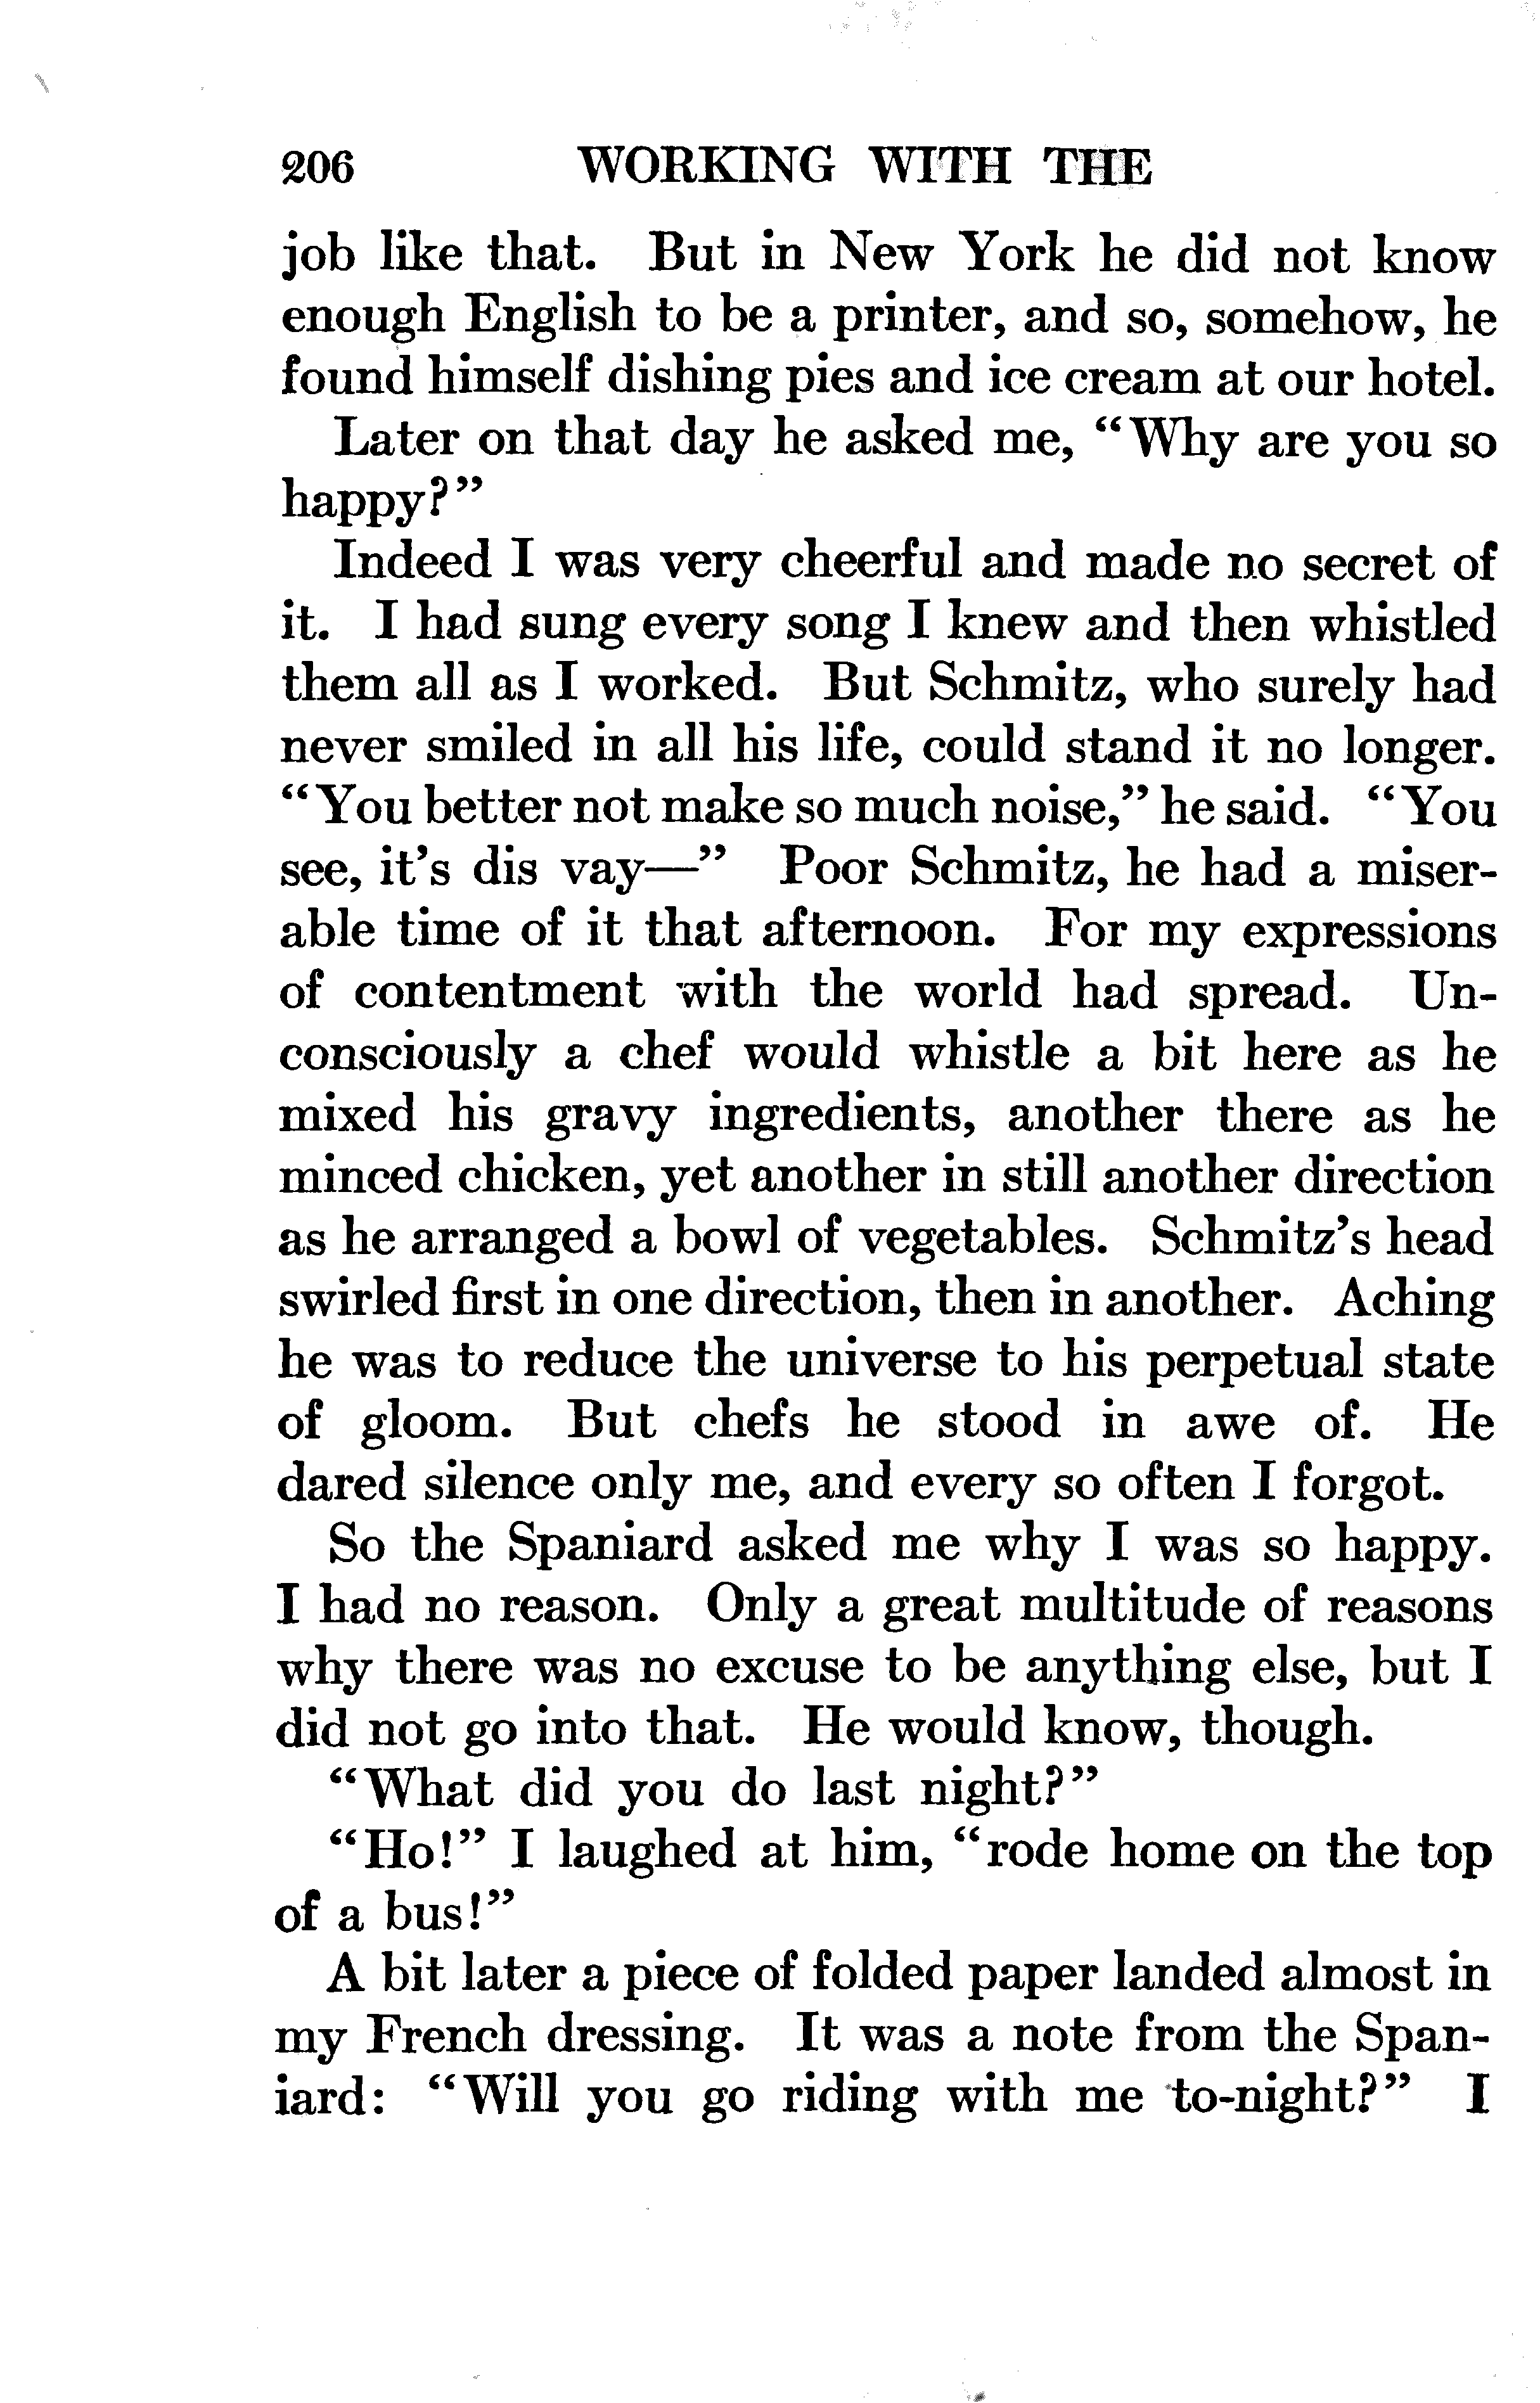 206 WORKING WITH THE
job like that. But in New York he did not know
enough English to be a printer, and so, somehow, he
found himself dishing pies and ice cream at our hotel.
Later on that day he asked me, “Why are you so
happy?”
Indeed I was very cheerful and made no secret of
it. I had sung every song I knew and then whistled
them all as I worked. But Schmitz, who surely had
never smiled in all his life, could stand it no longer.
“You better not make so much noise,” he said. “You
see, it’s dis vay—” Poor Schmitz, he had a miser-
able time of it that afternoon. For my expressions
of contentment with the world had spread. Un-
consciously a chef would whistle a bit here as he
mixed his gravy ingredients, another there as he
minced chicken, yet another in still another direction
as he arranged a bowl of vegetables. Schmitz’s head
swirled first in one direction, then in another. Aching
he was to reduce the universe to his perpetual state
of gloom. But chefs he stood in awe of. He
dared silence only me, and every so often I forgot.
So the Spaniard asked me why I was so happy.
I had no reason. Only a great multitude of reasons
why there was no excuse to be anything else, but I
did not go into that. He would know, though.
“What did you do last night?”
“Ho!” I laughed at him, “rode home on the top
of a bus!”
A bit later a piece of folded paper landed almost in
my French dressing. It was a note from the Span-
iard: “Will you go riding with me to-night?” I